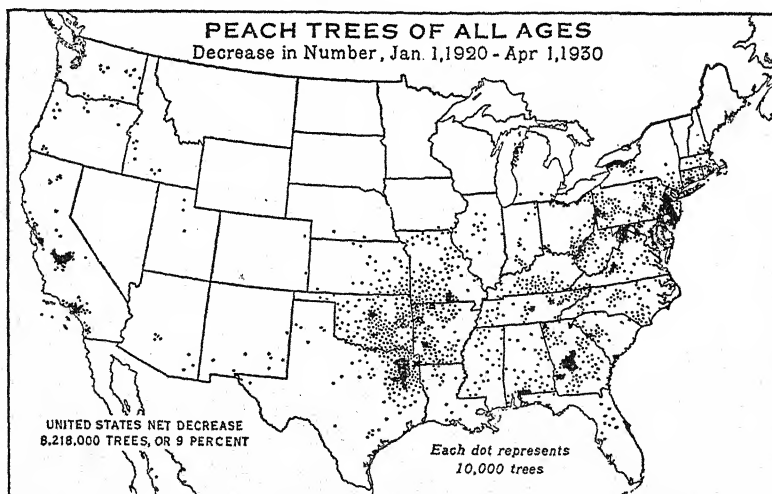 PEACH TREES OF ALL AGES
Decrease in Number, Jan. 1,1920 - Apr 1,1930
UNITED STATES NET DECREASE
8,218,000 TREES, OR 9 PERCENT
Each dot represents
10,000 trees